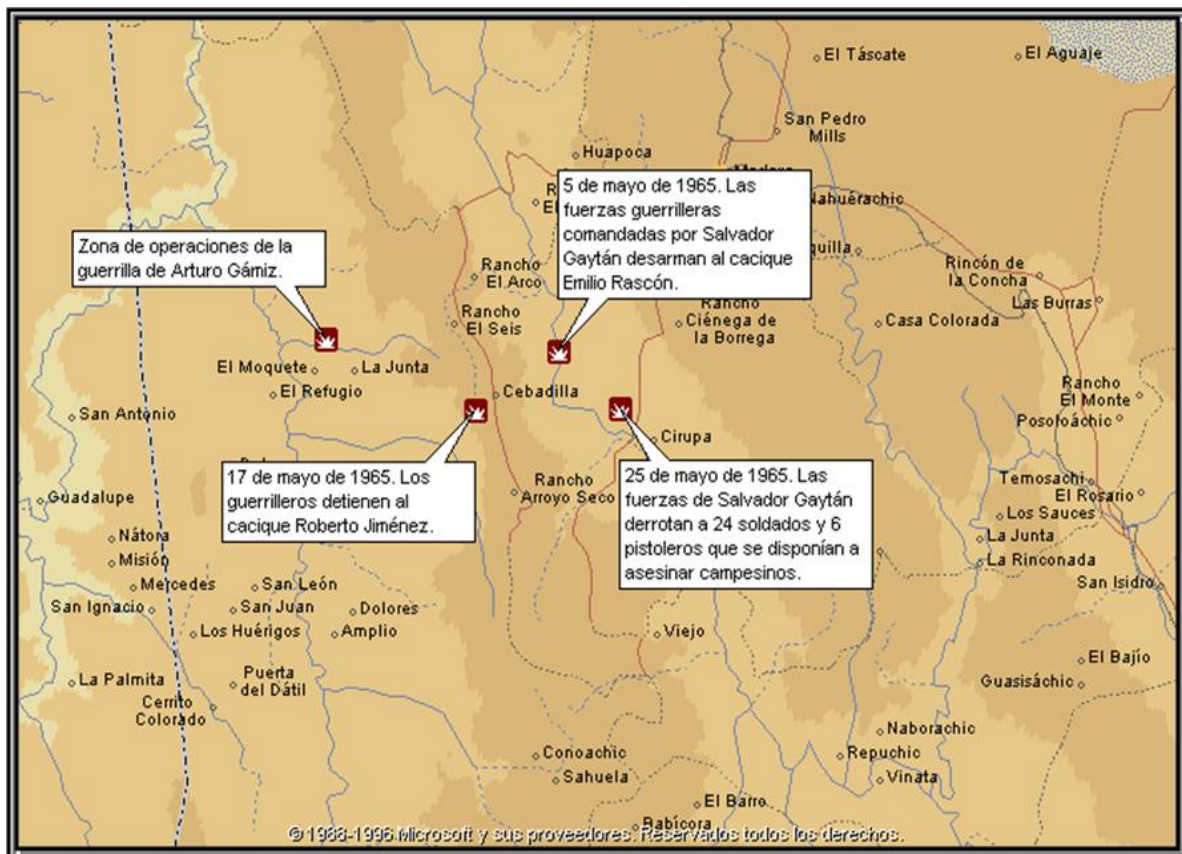 El Táscate
El Aguaje
San Pedro
Mills
Huapoca
Madera
Nahuérachic
5 de mayo de 1965. Las
fuerzas guerrilleras
comandadas por Salvador
Gaytán desarman al cacique
Emilio Rascón.
Zona de operaciones de la
guerrilla de Arturo Gámiz.
Rancho
El Arco
Rincón de
la Concha
Las Burras
Rancho
El Seis
Rancho
Ciénega de
la Borrega
Casa Colorada
El Moquete
La Junta
El Refugio
Cebadilla
Rancho
El Monte
Posoloáchic
San Antonio
Cirupa
17 de mayo de 1965. Los
guerrilleros detienen al
cacique Roberto Jiménez.
Rancho
Arroyo Seco
25 de mayo de 1965. Las
fuerzas de Salvador Gaytán
derrotan a 24 soldados y 6
pistoleros que se disponían a
asesinar campesinos.
Temosachi
El Rosario
Los Sauces
Guadalupe
Nátora
Misión
La Junta
La Rinconada
Mercedes
San León
San Isidro
San Ignacio
San Juan
Dolores
Los Huérigos
Amplio
Viejo
El Bajío
La Palmita
Puerta
del Dátil
Guasisáchic
Cerrito
Colorado
Naborachic
Conoachic
Repuchic
Sahuela
Vinata
El Barro
Babícora
© 1988-1996 Microsoft y sus proveedores. Reservados todos los derechos.